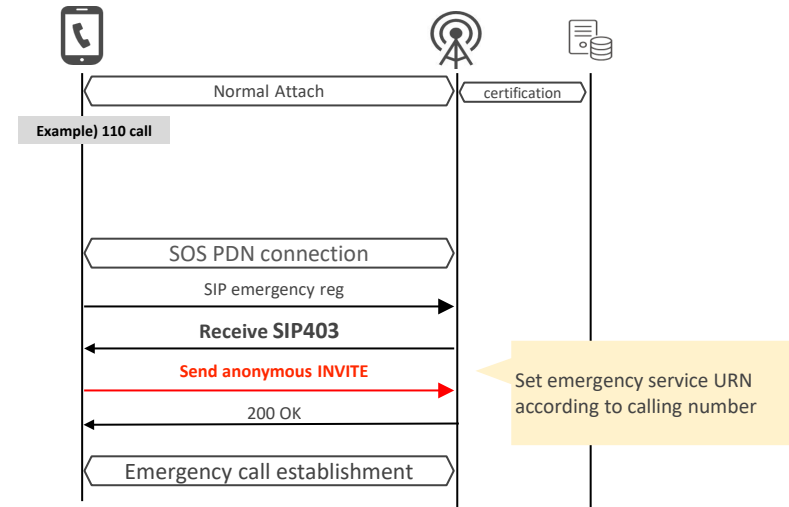 Normal Attach
certification
Example) 110 call
SOS PDN connection
SIP emergency reg
Receive SIP403
Send anonymous INVITE
Set emergency service URN
according to calling number
200 OK
Emergency call establishment